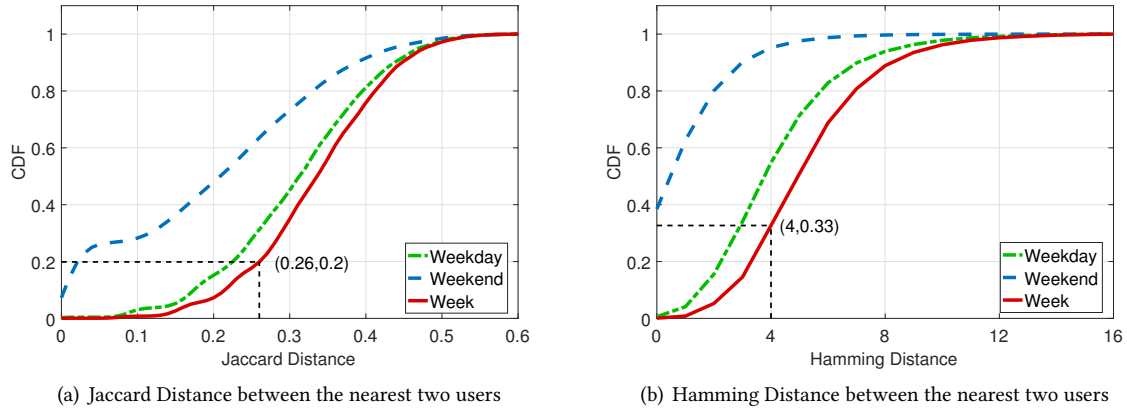 1
0.8
0.6
0.4
0.2
0
CDF
0
0.1
0.2
0.3
0.4
0.5
0.6
Jaccard Distance
(0.26,0.2)
Weekday
Weekend
Week
(a) Jaccard Distance between the nearest two users
1
0.8
0.6
0.4
0.2
0
CDF
0
4
8
12
16
Hamming Distance
(4,0.33)
Weekday
Weekend
Week
(b) Hamming Distance between the nearest two users